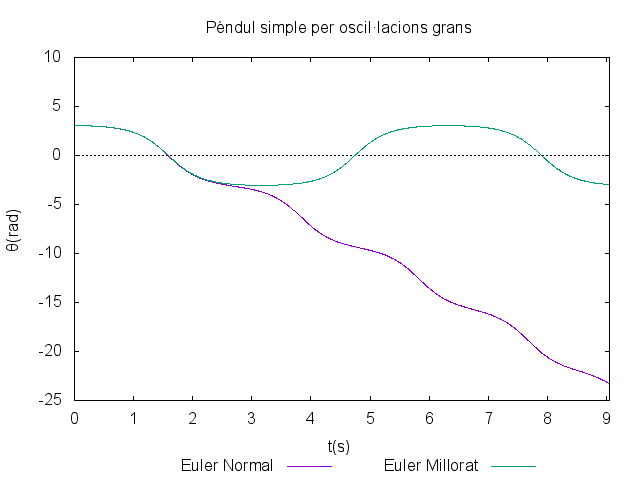 Pèndul simple per oscil·lacions grans
10
5
0
-5
-10
-15
-20
-25
θ(rad)
0 1 2 3 4 5 6 7 8 9
t(s)
Euler Normal Euler Millorat